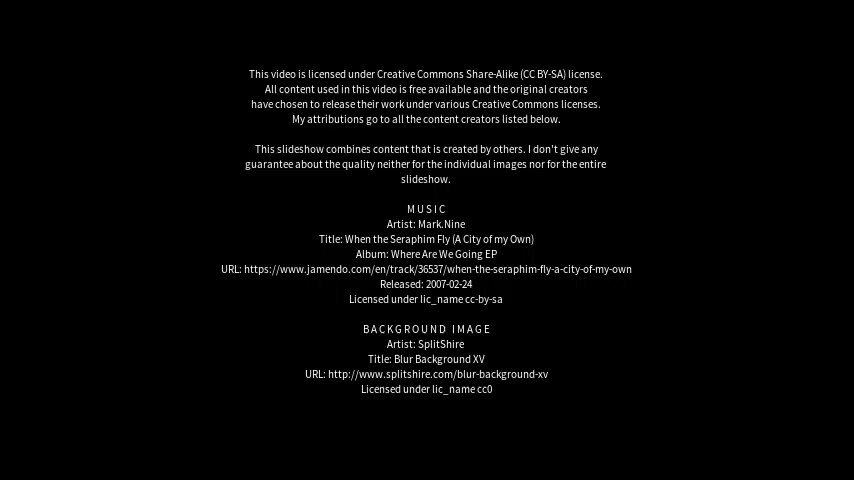 This video is licensed under Creative Commons Share-Alike (CC BY-SA) license.
All content used in this video is free available and the original creators
have chosen to release their work under various Creative Commons licenses.
My attributions go to all the content creators listed below.
This slideshow combines content that is created by others. I don't give any
guarantee about the quality neither for the individual images nor for the entire
slideshow.
MUSIC
Artist: Mark.Nine
Title: When the Seraphim Fly (A City of my Own)
Album: Where Are We Going EP
URL: https://www.jamendo.com/en/track/36537/when-the-seraphim-fly-a-city-of-my-own
Released: 2007-02-24
Licensed under lic_name cc-by-sa
BACKGROUND IMAGE
Artist: SplitShire
Title: Blur Background XV
URL: http://www.splitshire.com/blur-background-xv
Licensed under lic_name cc0